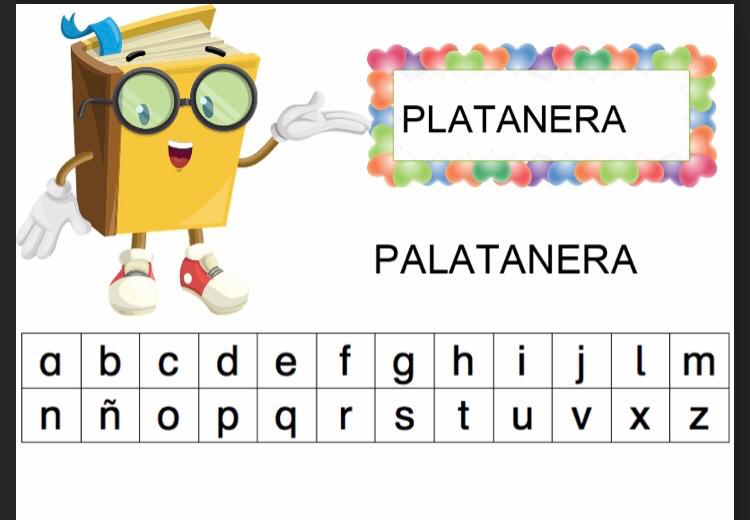 PLATANERA
PALATANERA
a b c d e f g h i j l m
n ñ o p q r s t u v x z